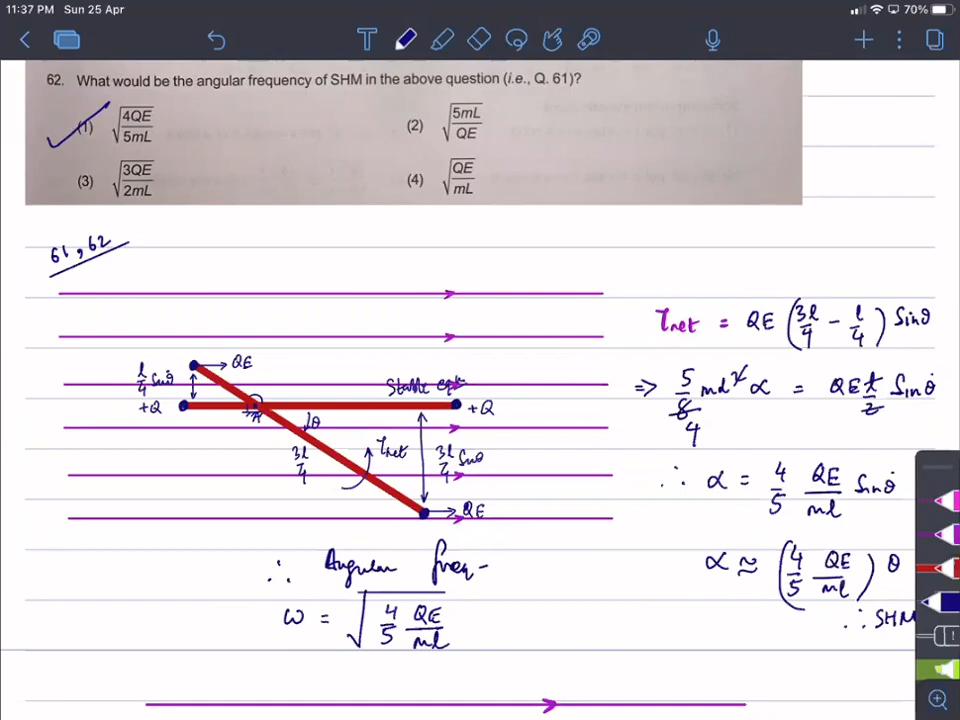 11:37 PM Sun 25 Apr 70%
62. What would be the angular frequency of SHM in the above question (i.e., Q. 61)?
(1) √(4QE/5mL) (2) √(5mL/QE)
(3) √(3QE/2mL) (4) √(QE/mL)
61, 62
τnet = QE (3l/4 − l/4) Sinθ
l/4 Sinθ QE
Stable eq
+Q +Q
⇒ 5/8 ml² α = QE l/2 Sinθ
4
θ
3l/4 τnet 3l/4 Sinθ
∴ α = 4/5 QE/ml Sinθ
QE
∴ Angular freq-
α ≈ (4/5 QE/ml) θ
ω = √(4/5 QE/ml)
∴ SHM